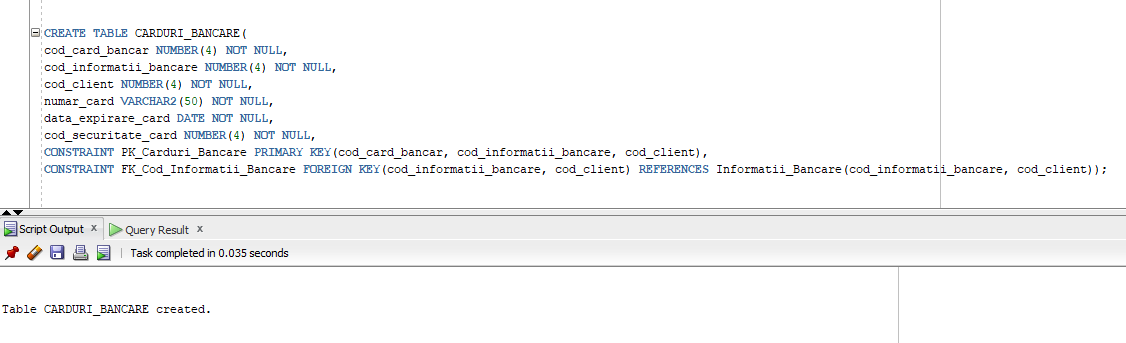 CREATE TABLE CARDURI_BANCARE(
cod_card_bancar NUMBER(4) NOT NULL,
cod_informatii_bancare NUMBER(4) NOT NULL,
cod_client NUMBER(4) NOT NULL,
numar_card VARCHAR2(50) NOT NULL,
data_expirare_card DATE NOT NULL,
cod_securitate_card NUMBER(4) NOT NULL,
CONSTRAINT PK_Carduri_Bancare PRIMARY KEY(cod_card_bancar, cod_informatii_bancare, cod_client),
CONSTRAINT FK_Cod_Informatii_Bancare FOREIGN KEY(cod_informatii_bancare, cod_client) REFERENCES Informatii_Bancare(cod_informatii_bancare, cod_client));
Script Output x Query Result x
Task completed in 0.035 seconds
Table CARDURI_BANCARE created.